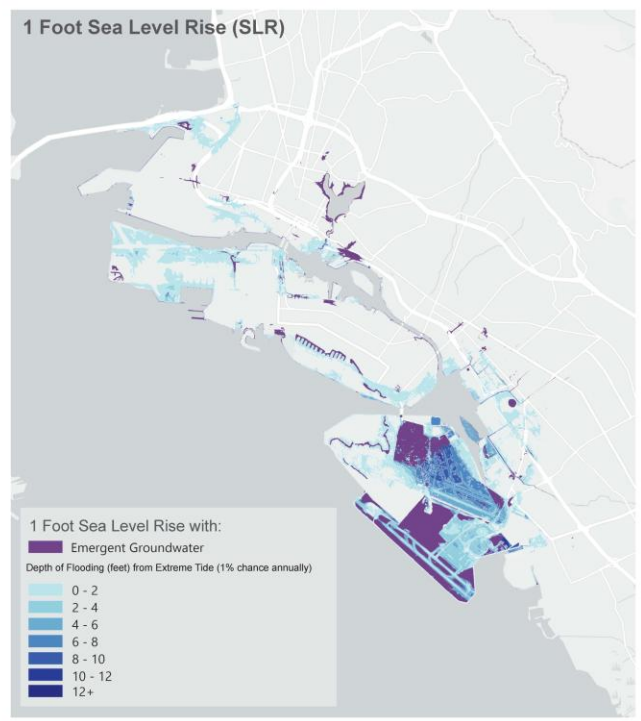 1 Foot Sea Level Rise (SLR)
1 Foot Sea Level Rise with:
Emergent Groundwater
Depth of Flooding (feet) from Extreme Tide (1% chance annually)
0 - 2
2 - 4
4 - 6
6 - 8
8 - 10
10 - 12
12+